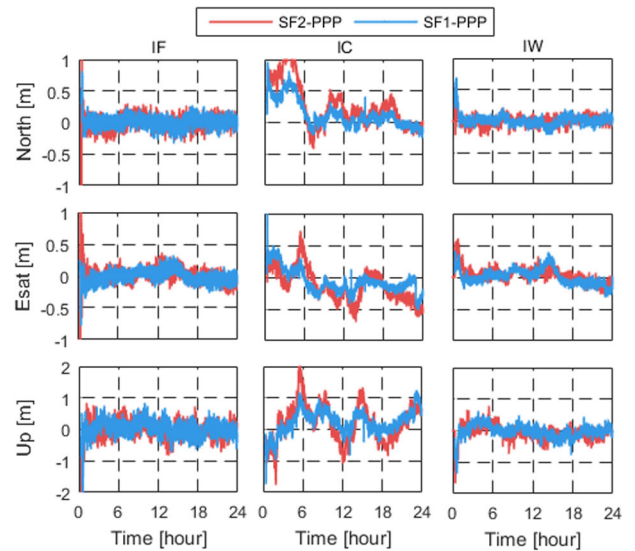 SF2-PPP SF1-PPP
IF IC IW
North [m]
1
0.5
0
-0.5
-1
Esat [m]
1
0.5
0
-0.5
-1
Up [m]
2
1
0
-1
-2
0 6 12 18 24 0 6 12 18 24 0 6 12 18 24
Time [hour] Time [hour] Time [hour]